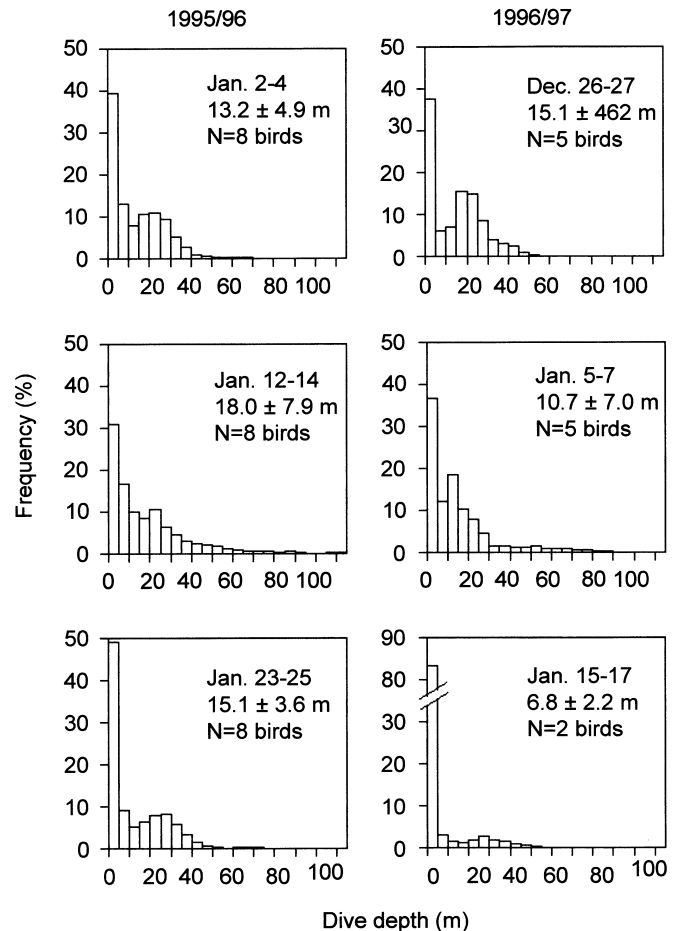 1995/96
1996/97
Frequency (%)
50
40
30
20
10
0
Jan. 2-4
13.2 ± 4.9 m
N=8 birds
0 20 40 60 80 100
50
40
30
20
10
0
Dec. 26-27
15.1 ± 462 m
N=5 birds
0 20 40 60 80 100
50
40
30
20
10
0
Jan. 12-14
18.0 ± 7.9 m
N=8 birds
0 20 40 60 80 100
50
40
30
20
10
0
Jan. 5-7
10.7 ± 7.0 m
N=5 birds
0 20 40 60 80 100
50
40
30
20
10
0
Jan. 23-25
15.1 ± 3.6 m
N=8 birds
0 20 40 60 80 100
90
80
30
20
10
0
Jan. 15-17
6.8 ± 2.2 m
N=2 birds
0 20 40 60 80 100
Dive depth (m)